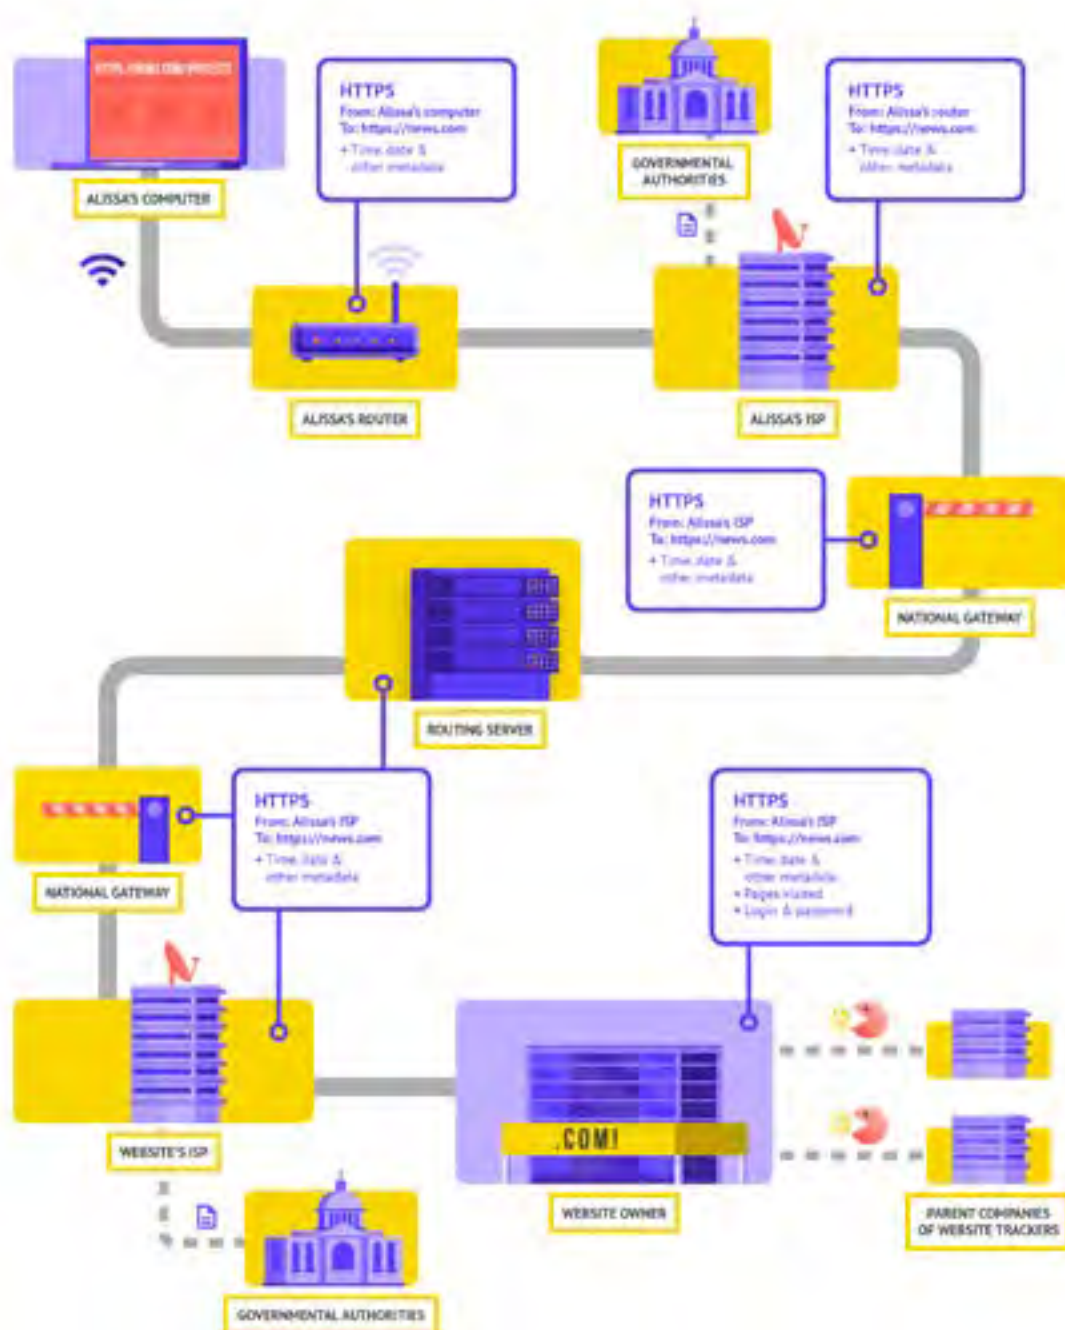 ALISSA'S COMPUTER
HTTPS
From: Alissa's computer
To: https://news.com
+ Time, date &
other metadata
GOVERNMENTAL
AUTHORITIES
HTTPS
From: Alissa's router
To: https://news.com
+ Time, date &
other metadata
ALISSA'S ROUTER
ALISSA'S ISP
HTTPS
From: Alissa's ISP
To: https://news.com
+ Time, date &
other metadata
NATIONAL GATEWAY
ROUTING SERVER
HTTPS
From: Alissa's ISP
To: https://news.com
+ Time, date &
other metadata
NATIONAL GATEWAY
HTTPS
From: Alissa's ISP
To: https://news.com
+ Time, date &
other metadata
+ Pages visited
+ Login & password
WEBSITE'S ISP
.COM!
WEBSITE OWNER
PARENT COMPANIES
OF WEBSITE TRACKERS
GOVERNMENTAL AUTHORITIES